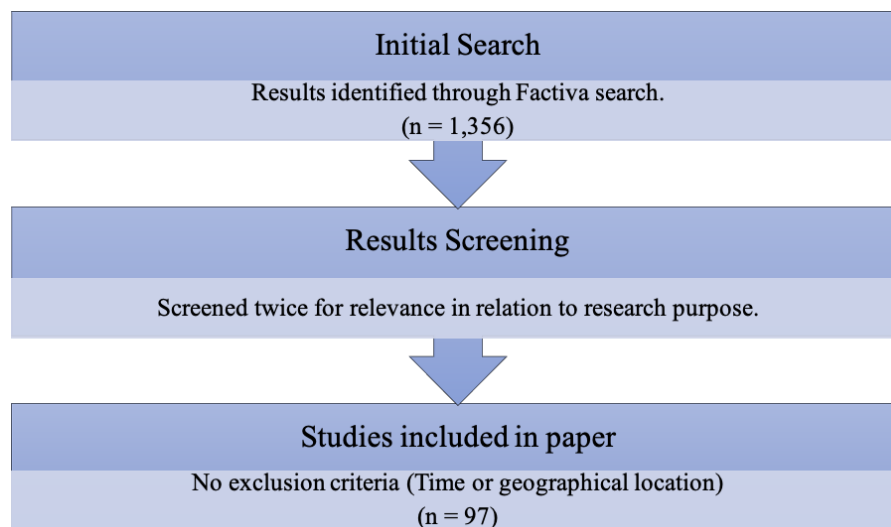 Initial Search
Results identified through Factiva search.
(n = 1,356)
Results Screening
Screened twice for relevance in relation to research purpose.
Studies included in paper
No exclusion criteria (Time or geographical location)
(n = 97)